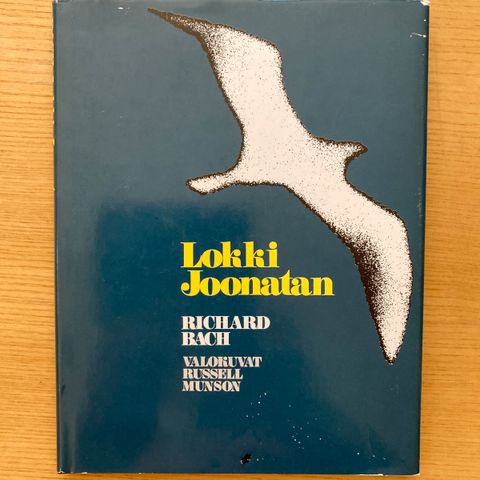 Lokki
Joonatan
RICHARD
BACH
VALOKUVAT
RUSSELL
MUNSON